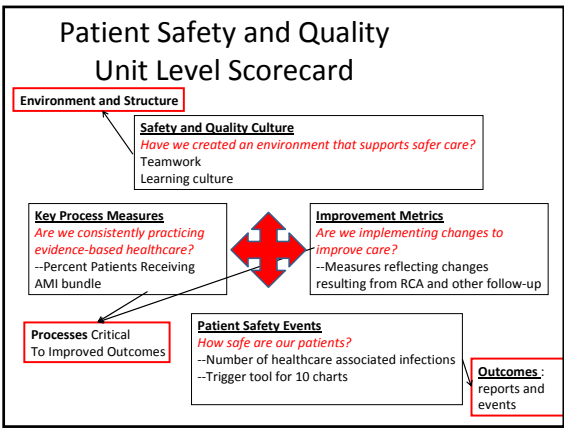 Patient Safety and Quality
Unit Level Scorecard
Environment and Structure
Safety and Quality Culture
Have we created an environment that supports safer care?
Teamwork
Learning culture
Key Process Measures
Are we consistently practicing
evidence-based healthcare?
--Percent Patients Receiving
AMI bundle
Improvement Metrics
Are we implementing changes to
improve care?
--Measures reflecting changes
resulting from RCA and other follow-up
Processes Critical
To Improved Outcomes
Patient Safety Events
How safe are our patients?
--Number of healthcare associated infections
--Trigger tool for 10 charts
Outcomes :
reports and
events